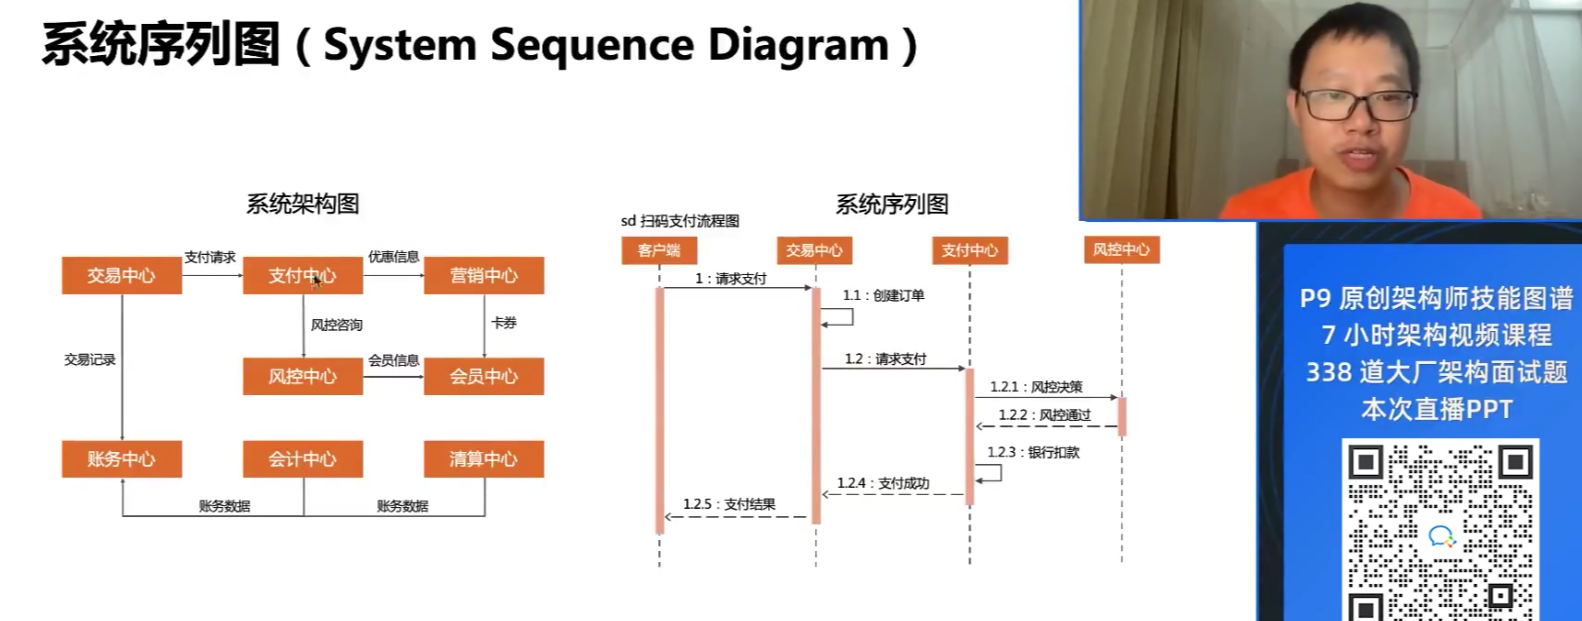 系统序列图（System Sequence Diagram）
系统架构图
交易中心
支付请求
支付中心
优惠信息
营销中心
交易记录
风控咨询
卡券
风控中心
会员信息
会员中心
账务中心
会计中心
清算中心
账务数据
账务数据
系统序列图
sd 扫码支付流程图
客户端
交易中心
支付中心
风控中心
1：请求支付
1.1：创建订单
1.2：请求支付
1.2.1：风控决策
1.2.2：风控通过
1.2.3：银行扣款
1.2.4：支付成功
1.2.5：支付结果
P9 原创架构师技能图谱
7 小时架构视频课程
338 道大厂架构面试题
本次直播PPT